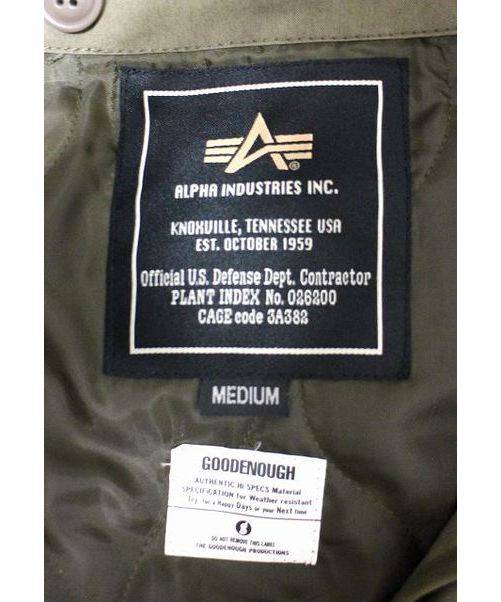 ALPHA INDUSTRIES INC.
KNOXVILLE, TENNESSEE USA
EST. OCTOBER 1959
Official U.S. Defense Dept. Contractor
PLANT INDEX No. 026200
CAGE code 3A382
MEDIUM
GOODENOUGH
AUTHENTIC HI SPECS Material
SPECIFICATION for Weather resistant
Try for a Happy Days or your Next time
DO NOT REMOVE THIS LABEL
THE GOODENOUGH PRODUCTIONS